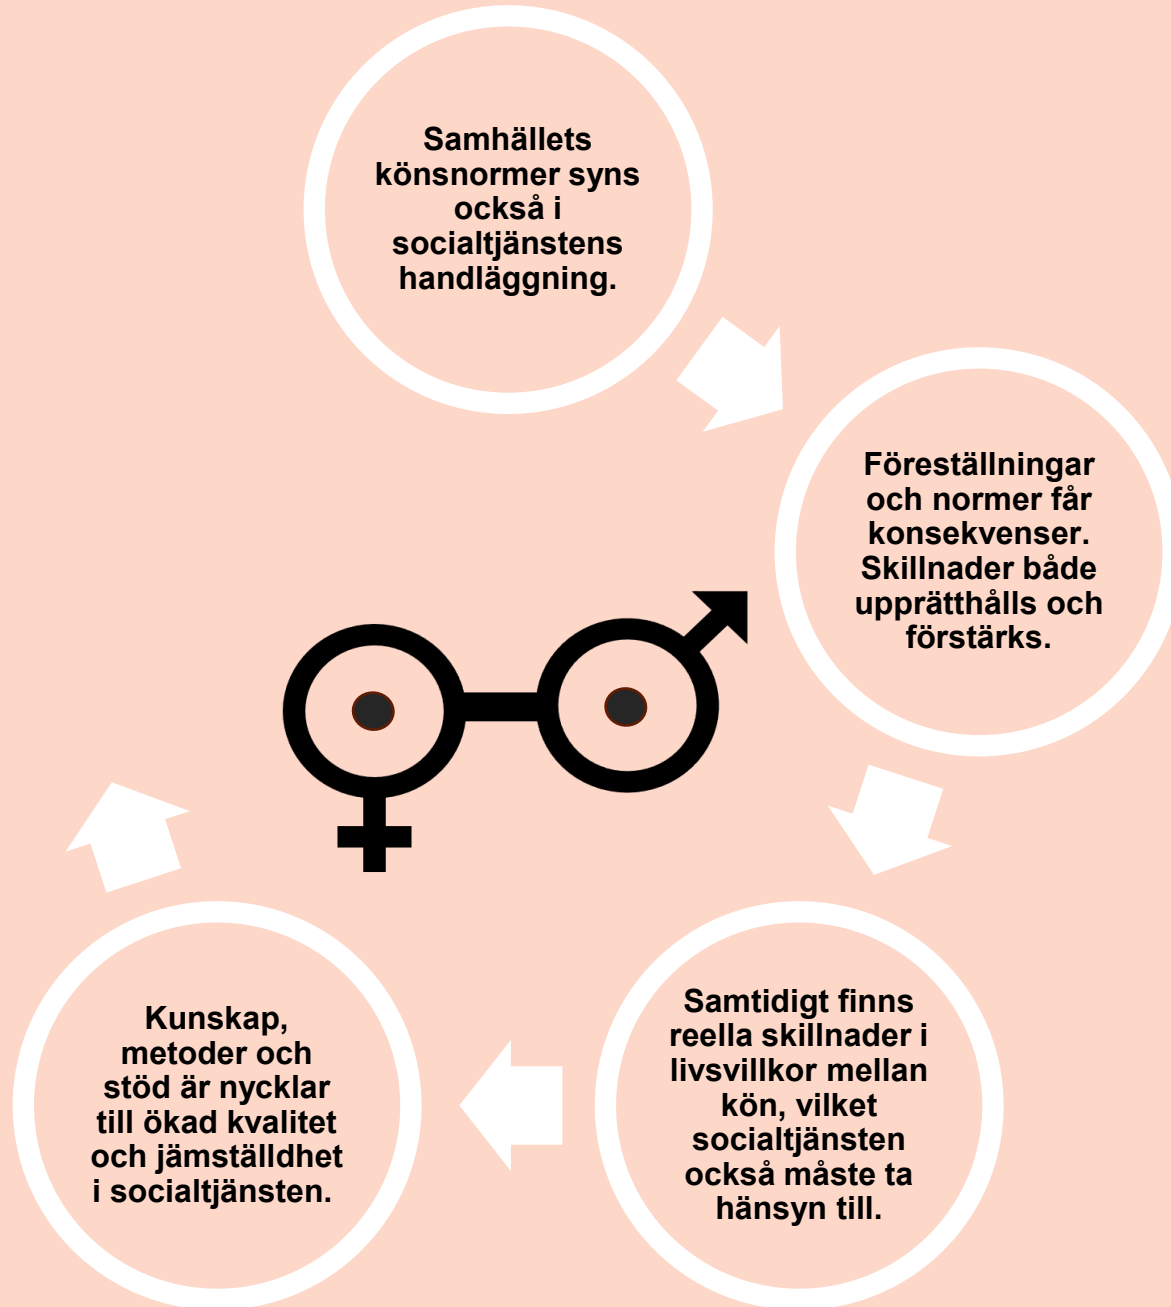 Samhällets
könsnormer syns
också i
socialtjänstens
handläggning.
Föreställningar
och normer får
konsekvenser.
Skillnader både
upprätthålls och
förstärks.
Samtidigt finns
reella skillnader i
livsvillkor mellan
kön, vilket
socialtjänsten
också måste ta
hänsyn till.
Kunskap,
metoder och
stöd är nycklar
till ökad kvalitet
och jämställdhet
i socialtjänsten.